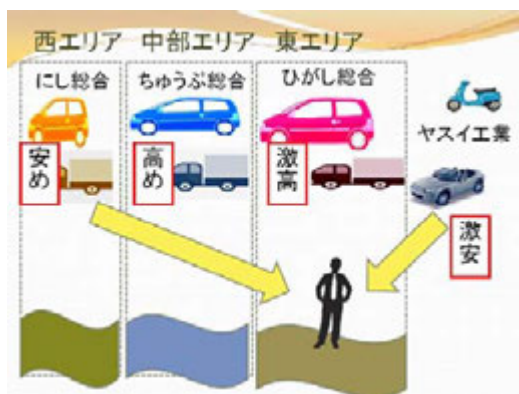 西エリア 中部エリア 東エリア
にし総合 ちゅうぶ総合 ひがし総合
ヤスイ工業
安め
高め
激高
激安